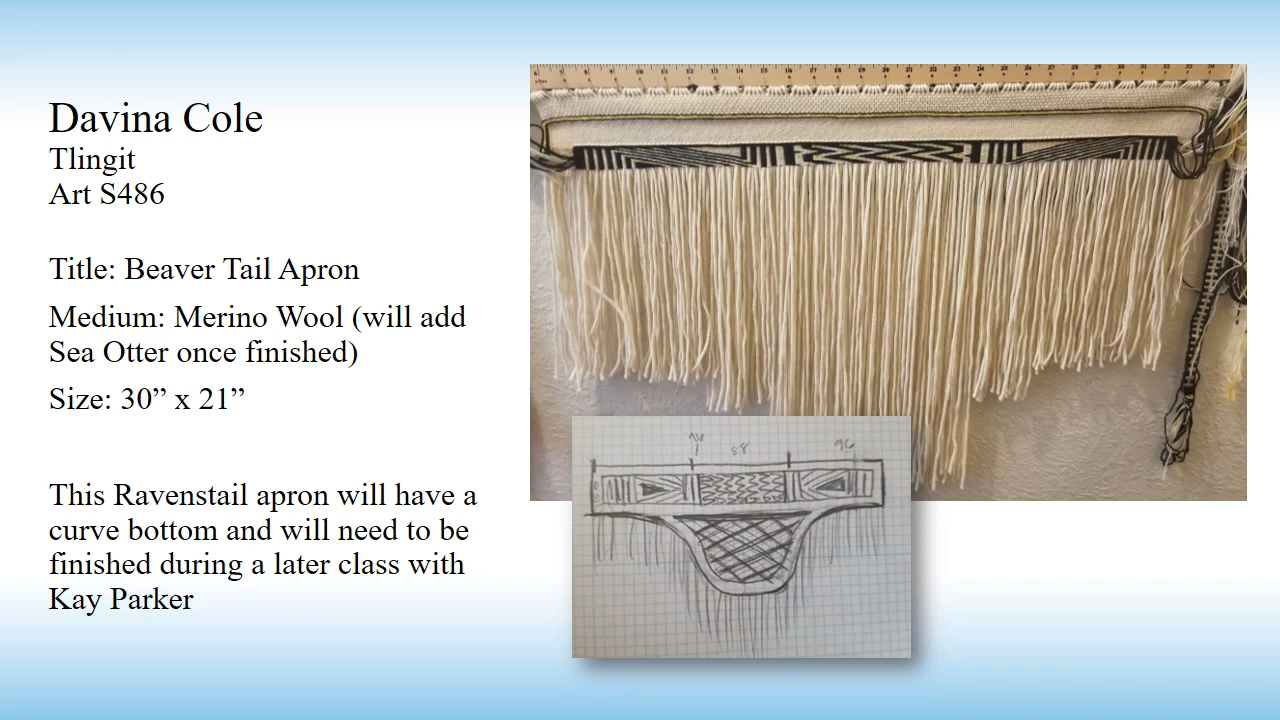 Davina Cole
Tlingit
Art S486
Title: Beaver Tail Apron
Medium: Merino Wool (will add
Sea Otter once finished)
Size: 30” x 21”
This Ravenstail apron will have a
curve bottom and will need to be
finished during a later class with
Kay Parker
88
96